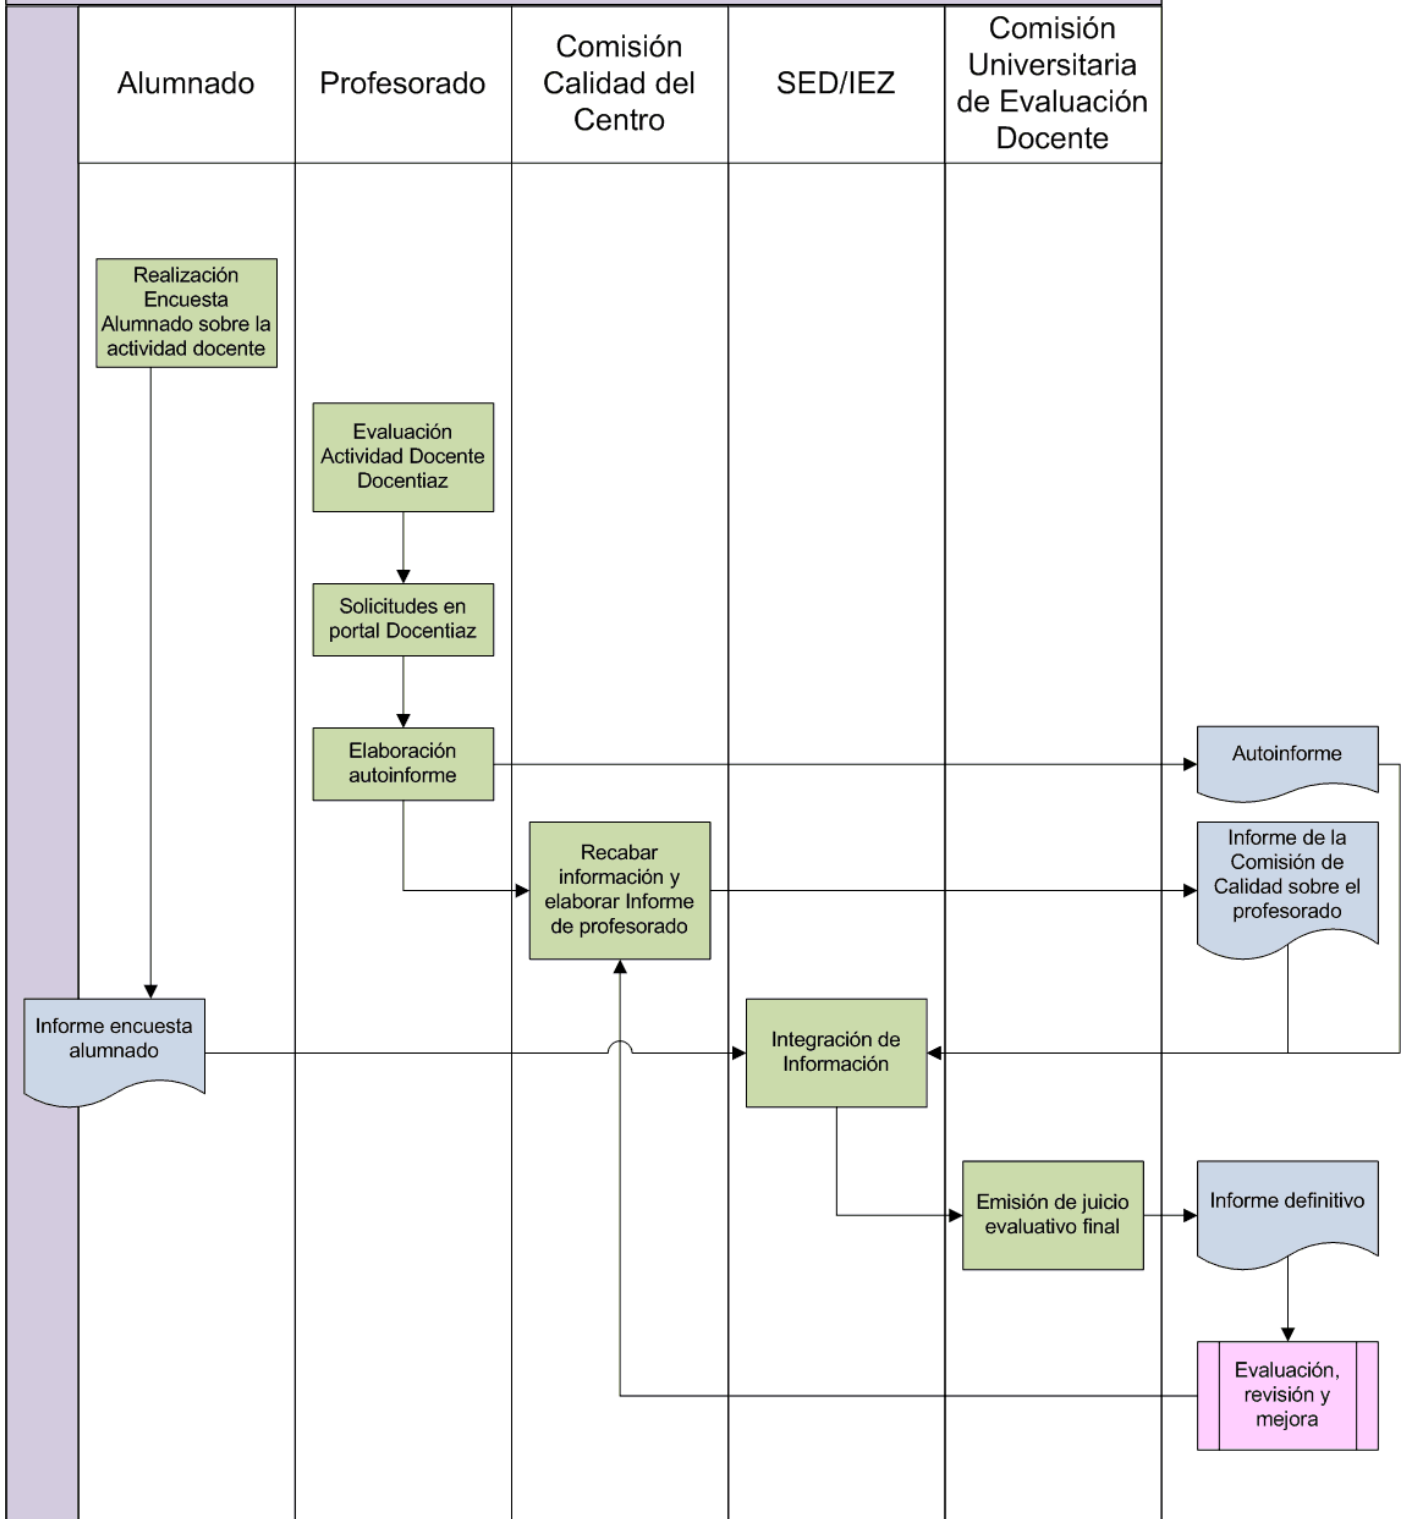 Alumnado
Profesorado
Comisión
Calidad del
Centro
SED/IEZ
Comisión
Universitaria
de Evaluación
Docente
Realización
Encuesta
Alumnado sobre la
actividad docente
Evaluación
Actividad Docente
Docentiaz
Solicitudes en
portal Docentiaz
Elaboración
autoinforme
Autoinforme
Recabar
información y
elaborar Informe
de profesorado
Informe de la
Comisión de
Calidad sobre el
profesorado
Informe encuesta
alumnado
Integración de
Información
Emisión de juicio
evaluativo final
Informe definitivo
Evaluación,
revisión y
mejora